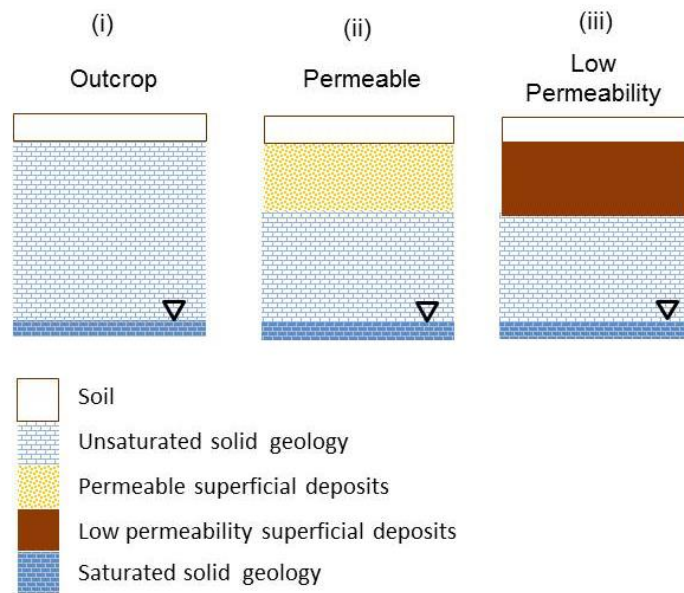 (i)
Outcrop
(ii)
Permeable
(iii)
Low
Permeability
Soil
Unsaturated solid geology
Permeable superficial deposits
Low permeability superficial deposits
Saturated solid geology